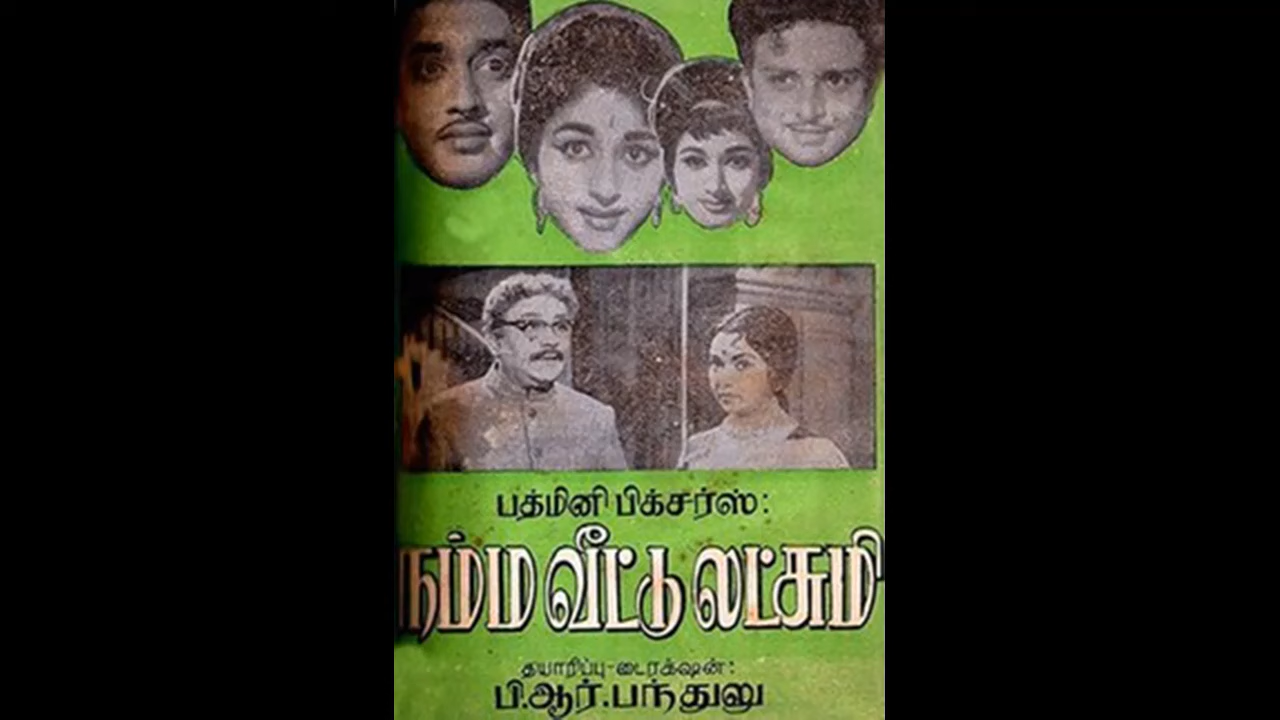 பத்மினி பிக்சர்ஸ்:
நம்ம வீட்டு லட்சுமி
தயாரிப்பு-டைரக்‌ஷன்:
பி.ஆர்.பந்துலு